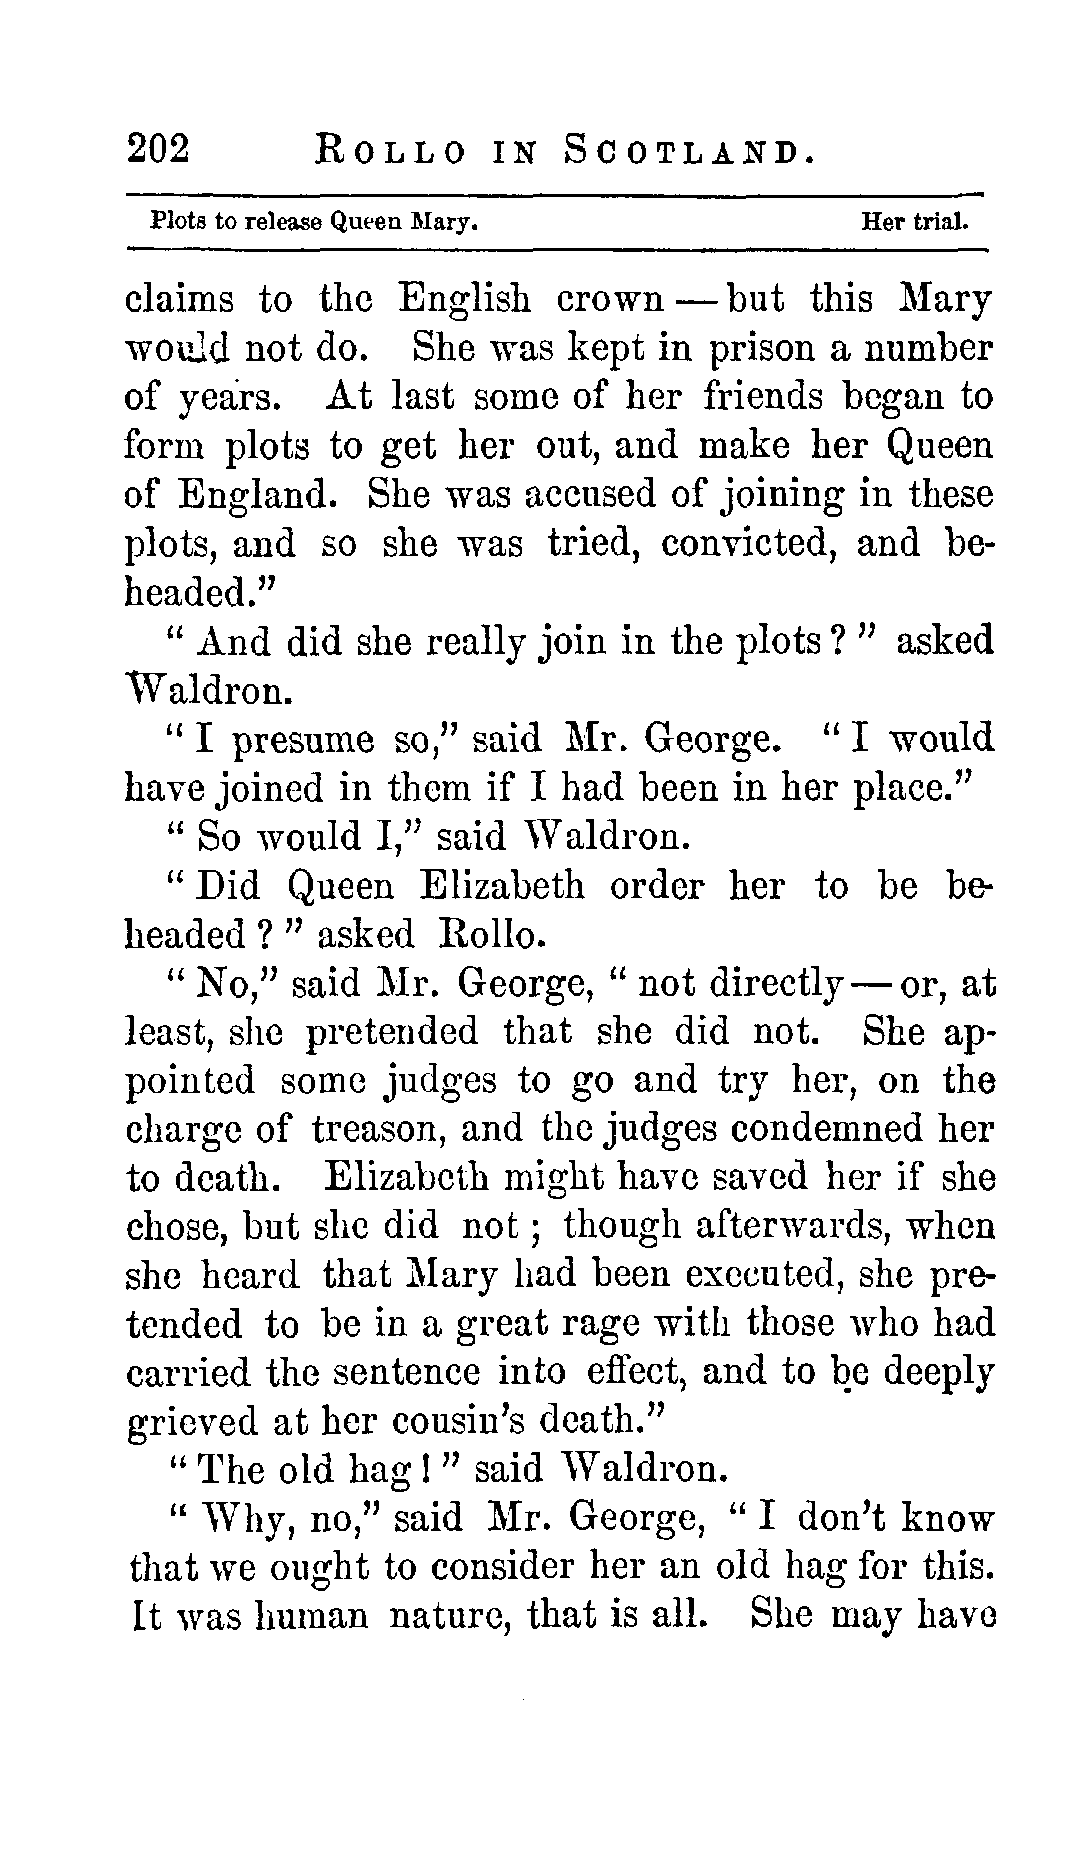 202 ROLLO IN SCOTLAND.
Plots to release Queen Mary. Her trial.
claims to the English crown — but this Mary
would not do. She was kept in prison a number
of years. At last some of her friends began to
form plots to get her out, and make her Queen
of England. She was accused of joining in these
plots, and so she was tried, convicted, and be-
headed.”
“ And did she really join in the plots ? ” asked
Waldron.
“ I presume so,” said Mr. George. “ I would
have joined in them if I had been in her place.”
“ So would I,” said Waldron.
“ Did Queen Elizabeth order her to be be-
headed ? ” asked Rollo.
“ No,” said Mr. George, “ not directly — or, at
least, she pretended that she did not. She ap-
pointed some judges to go and try her, on the
charge of treason, and the judges condemned her
to death. Elizabeth might have saved her if she
chose, but she did not ; though afterwards, when
she heard that Mary had been executed, she pre-
tended to be in a great rage with those who had
carried the sentence into effect, and to be deeply
grieved at her cousin’s death.”
“ The old hag ! ” said Waldron.
“ Why, no,” said Mr. George, “ I don’t know
that we ought to consider her an old hag for this.
It was human nature, that is all. She may have